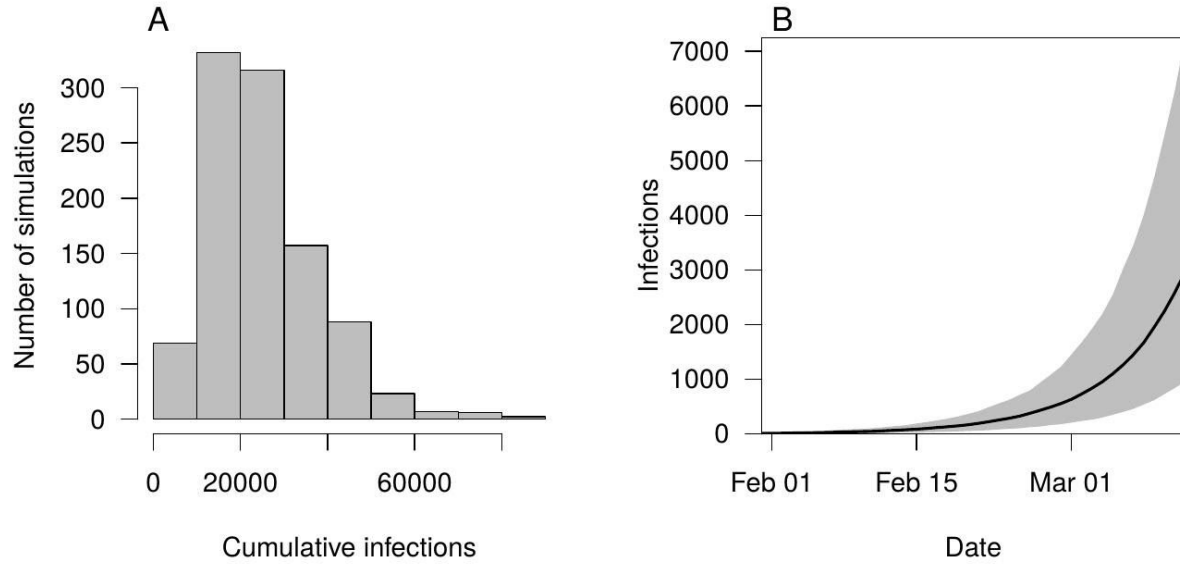 A
Number of simulations
300
250
200
150
100
50
0
0 20000 60000
Cumulative infections
B
Infections
7000
6000
5000
4000
3000
2000
1000
0
Feb 01 Feb 15 Mar 01
Date